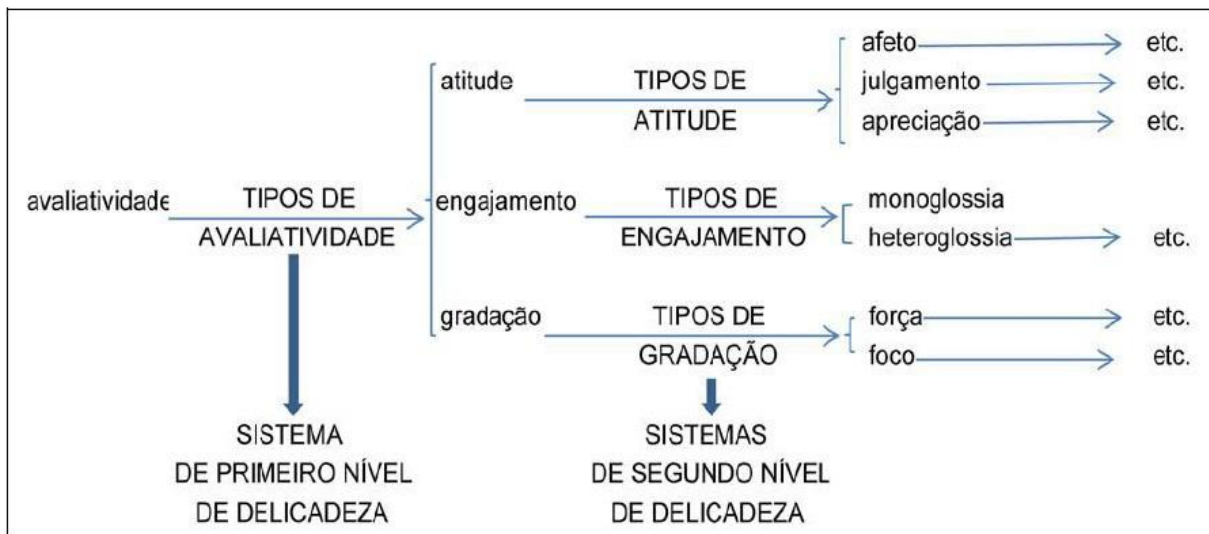 afeto etc.
atitude TIPOS DE julgamento etc.
ATITUDE apreciação etc.
avaliatividade TIPOS DE engajamento TIPOS DE monoglossia
AVALIATIVIDADE ENGAJAMENTO heteroglossia etc.
gradação TIPOS DE força etc.
GRADAÇÃO foco etc.
SISTEMA SISTEMAS
DE PRIMEIRO NÍVEL DE SEGUNDO NÍVEL
DE DELICADEZA DE DELICADEZA